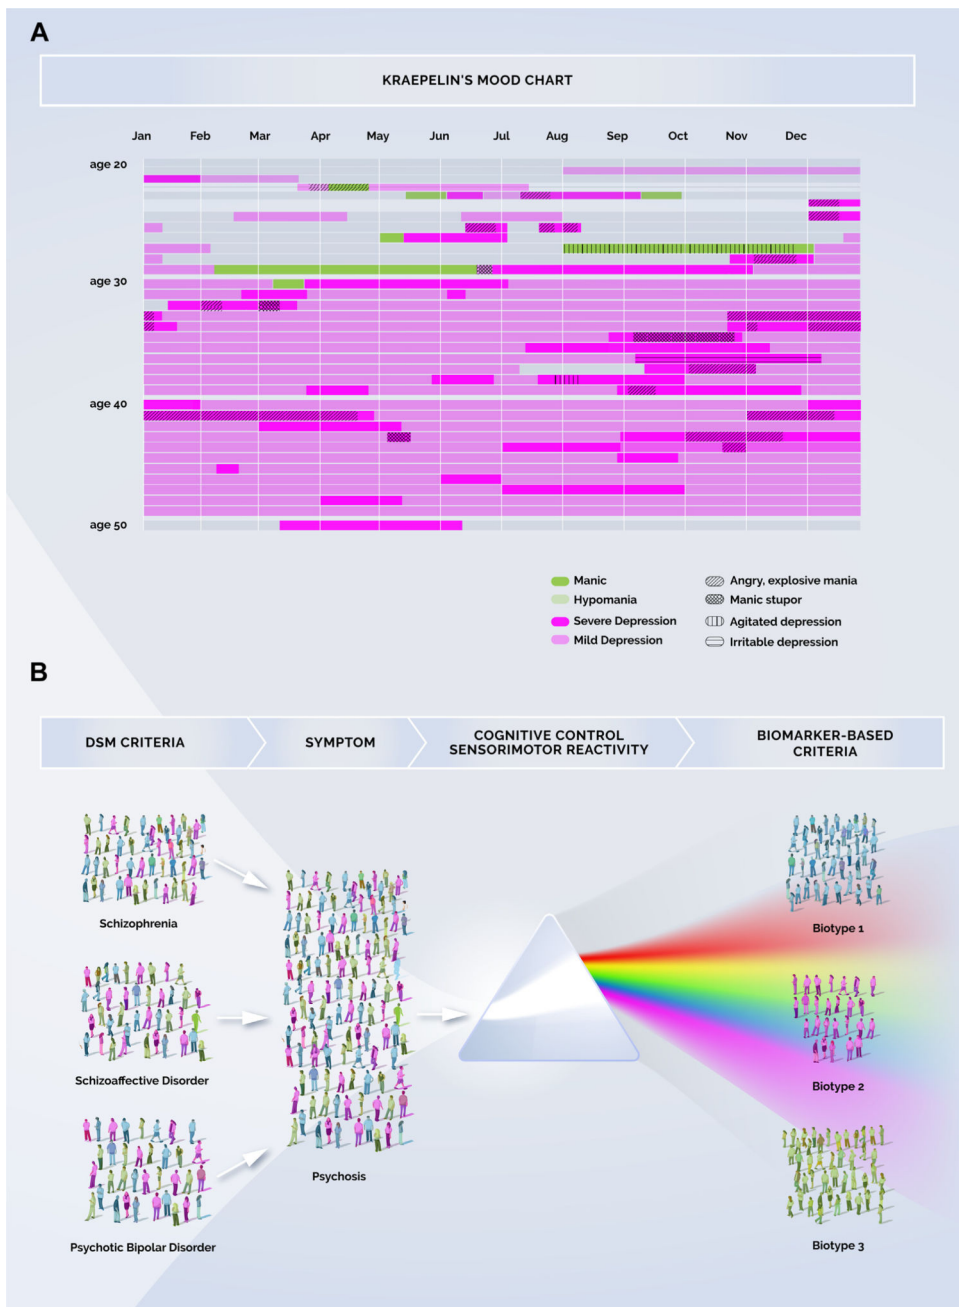 A
KRAEPELIN'S MOOD CHART
Jan Feb Mar Apr May Jun Jul Aug Sep Oct Nov Dec
age 20
age 30
age 40
age 50
Manic
Hypomania
Severe Depression
Mild Depression
Angry, explosive mania
Manic stupor
Agitated depression
Irritable depression
B
DSM CRITERIA
SYMPTOM
COGNITIVE CONTROL
SENSORIMOTOR REACTIVITY
BIOMARKER-BASED
CRITERIA
Schizophrenia
Schizoaffective Disorder
Psychotic Bipolar Disorder
Psychosis
Biotype 1
Biotype 2
Biotype 3